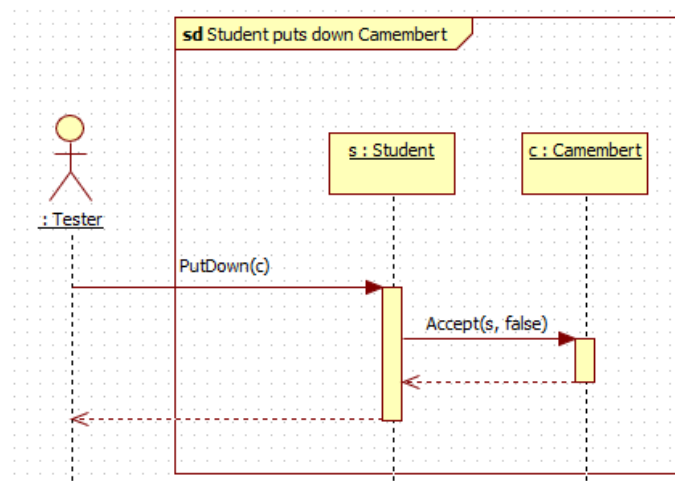 sd Student puts down Camembert
s : Student
c : Camembert
: Tester
PutDown(c)
Accept(s, false)